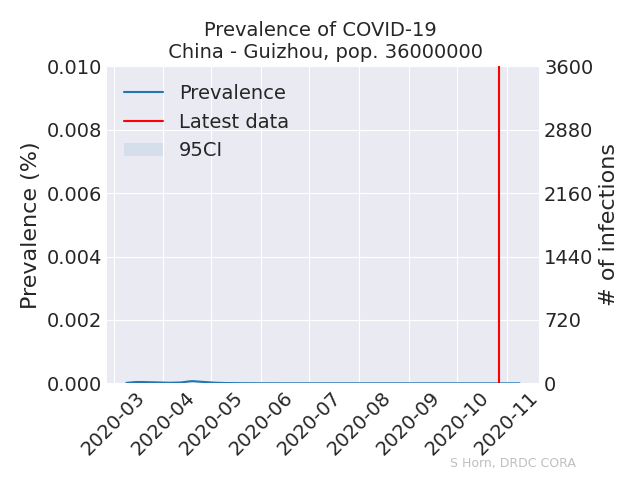 Prevalence of COVID-19
China - Guizhou, pop. 36000000
Prevalence
Latest data
95CI
0.010
0.008
0.006
0.004
0.002
0.000
Prevalence (%)
3600
2880
2160
1440
720
0
# of infections
2020-03
2020-04
2020-05
2020-06
2020-07
2020-08
2020-09
2020-10
2020-11
S Horn, DRDC CORA